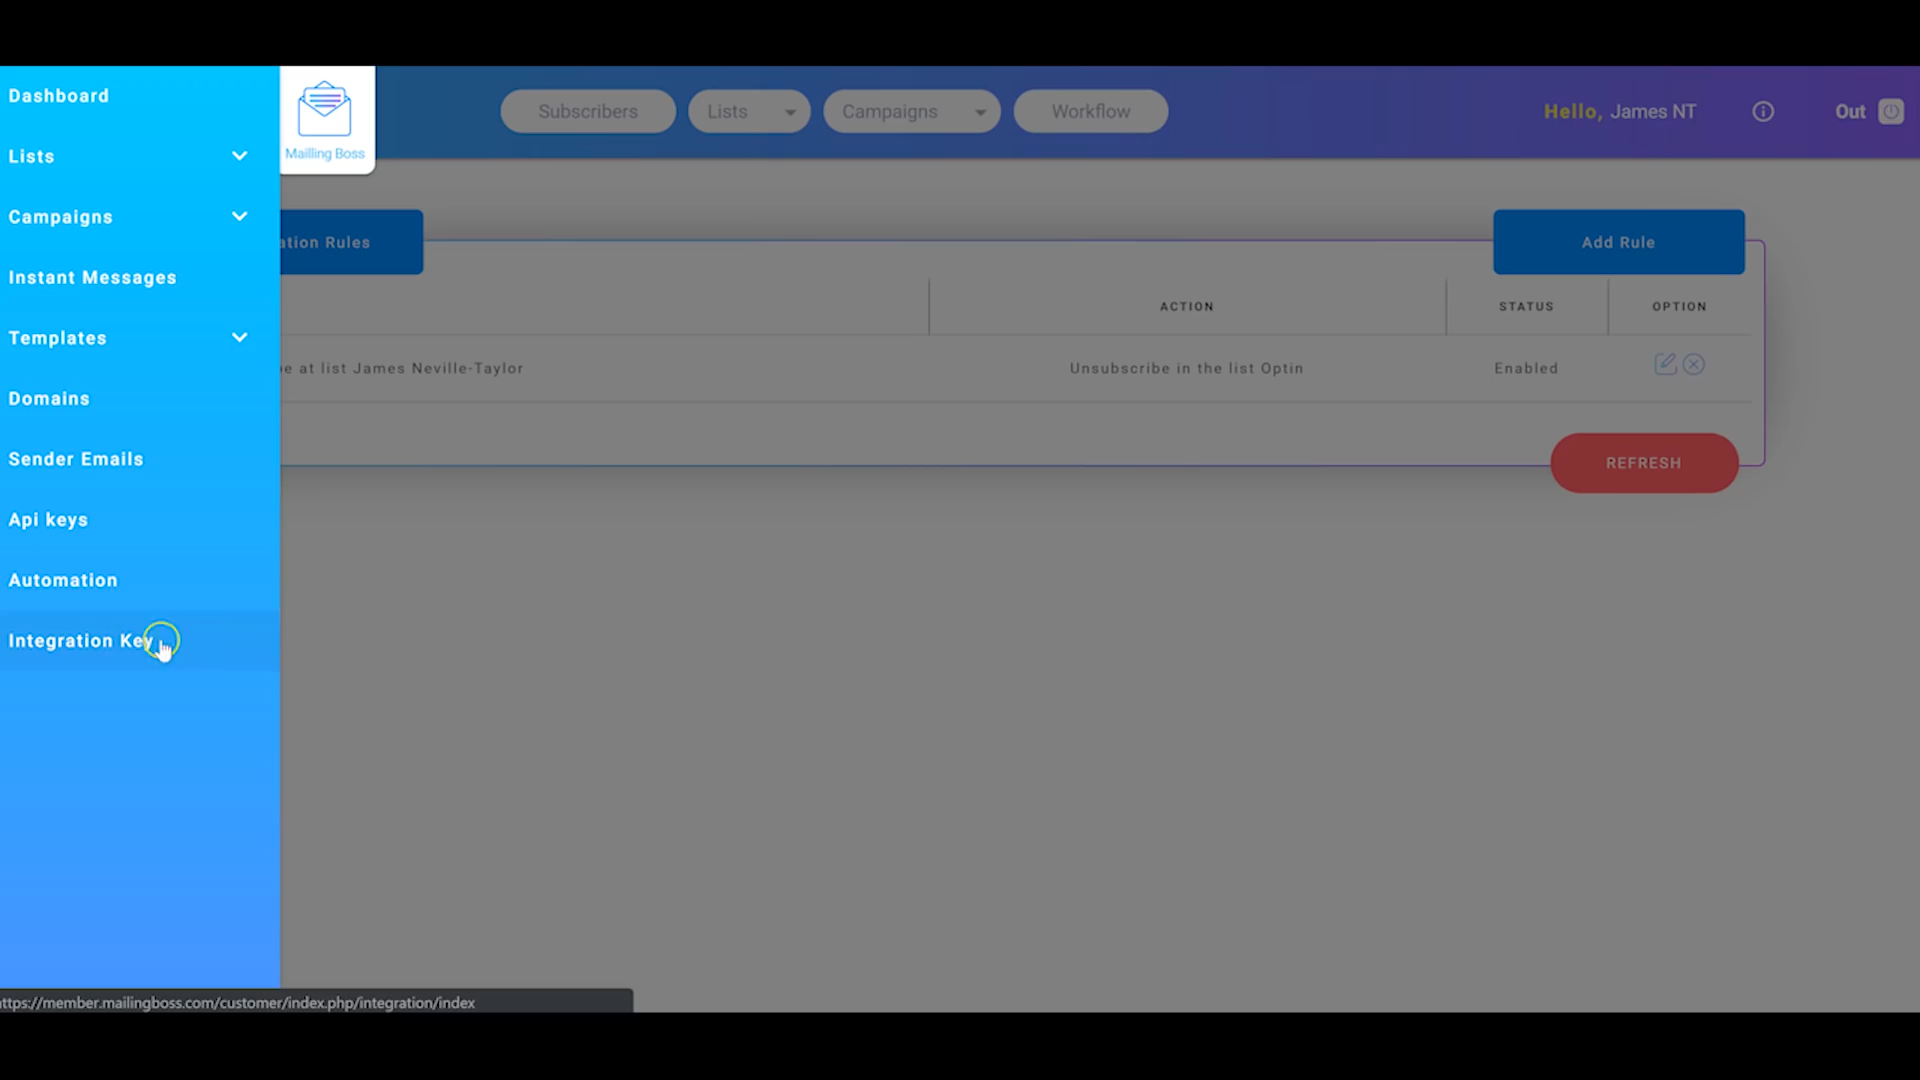 Dashboard
Lists
Campaigns
Instant Messages
Templates
Domains
Sender Emails
Api keys
Automation
Integration Key
Mailling Boss
Subscribers
Lists
Campaigns
Workflow
Hello, James NT
Out
ation Rules
Add Rule
ACTION
STATUS
OPTION
e at list James Neville-Taylor
Unsubscribe in the list Optin
Enabled
REFRESH
ttps://member.mailingboss.com/customer/index.php/integration/index